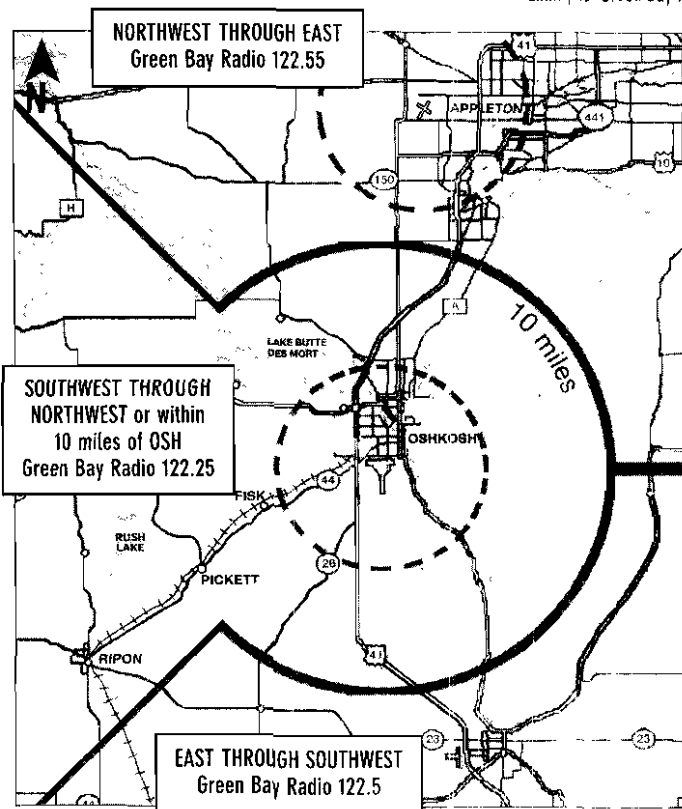 NORTHWEST THROUGH EAST
Green Bay Radio 122.55
N
41
APPLETON
441
10
150
H
10 miles
A
LAKE BUTTE
DES MORT
SOUTHWEST THROUGH
NORTHWEST or within
10 miles of OSH
Green Bay Radio 122.25
OSHKOSH
44
FISK
RUSH
LAKE
26
PICKETT
41
RIPON
23
23
EAST THROUGH SOUTHWEST
Green Bay Radio 122.5
44